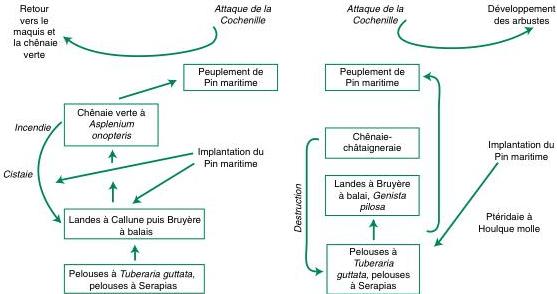 Retour
vers le
maquis et
la chênaie
verte
Attaque de la
Cochenille
Peuplement de
Pin maritime
Chênaie verte à
Asplenium
onopteris
Incendie
Cistaie
Implantation du
Pin maritime
Landes à Callune puis Bruyère
à balais
Pelouses à Tuberaria guttata,
pelouses à Serapias
Attaque de la
Cochenille
Développement
des arbustes
Peuplement de
Pin maritime
Chênaie-
châtaigneraie
Implantation du
Pin maritime
Destruction
Landes à Bruyère
à balai, Genista
pilosa
Ptéridaie à
Houlque molle
Pelouses à
Tuberaria
guttata, pelouses
à Serapias